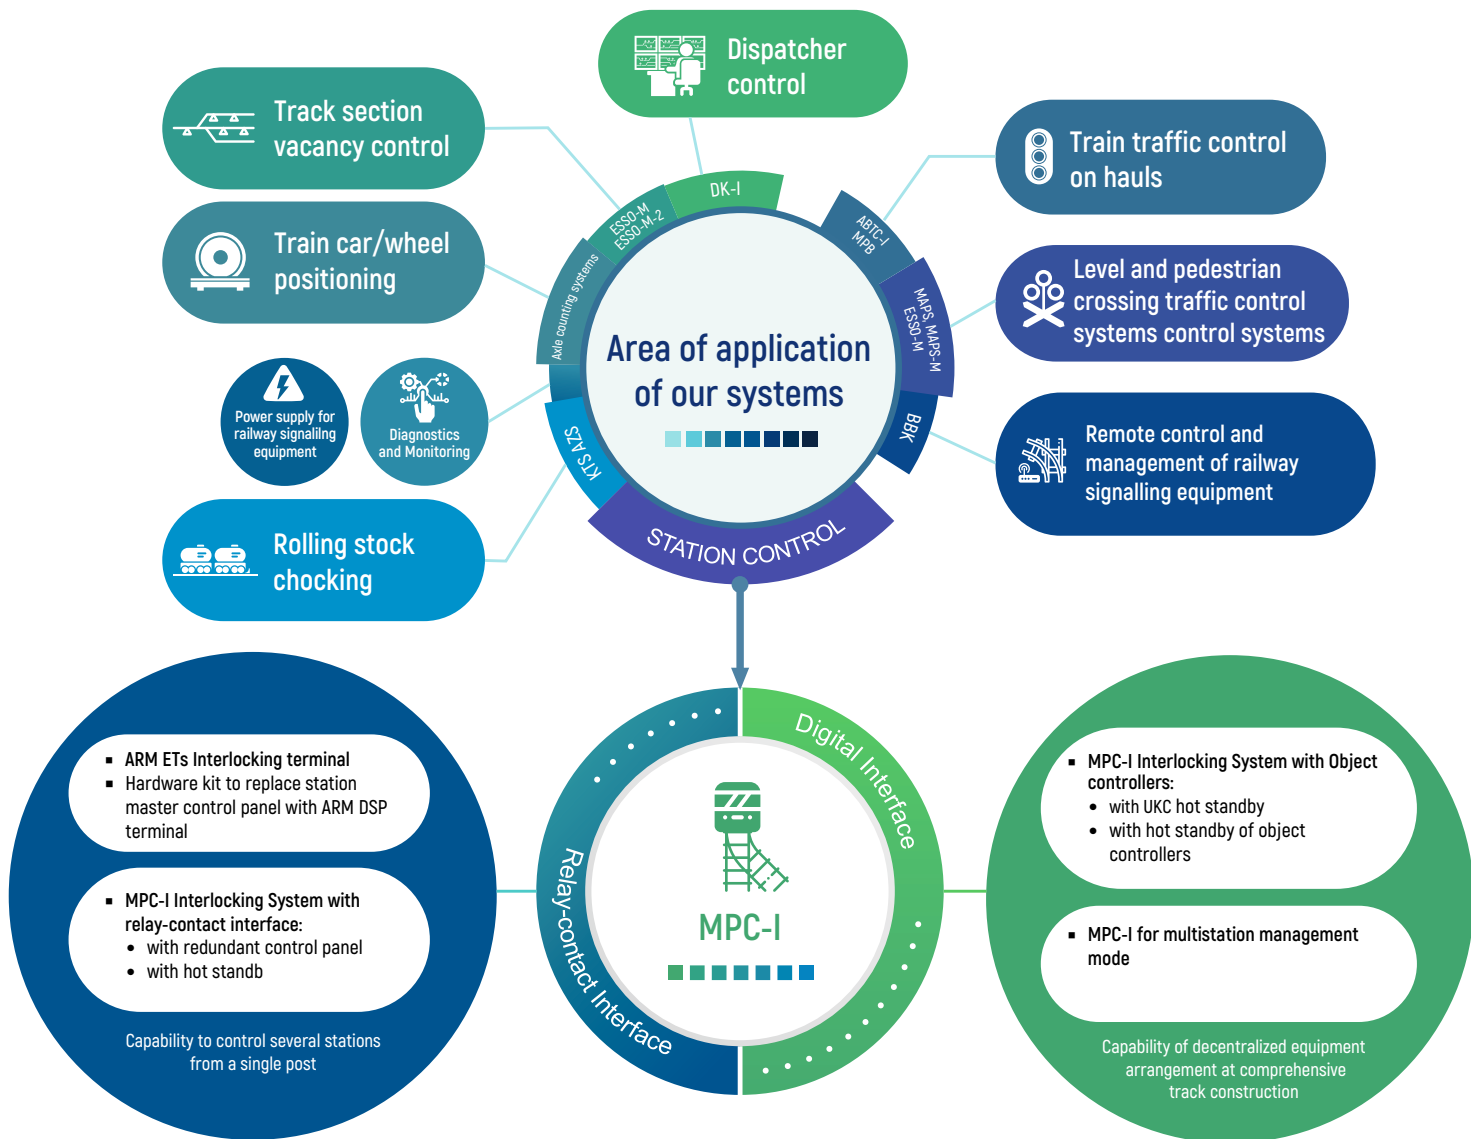 Dispatcher
control
Track section
vacancy control
Train traffic control
on hauls
DK-I
ESSO-M
ESSO-M-2
ABTC-I
MPB
Train car/wheel
positioning
Axle counting systems
Level and pedestrian
crossing traffic control
systems control systems
MAPS, MAPS-M
ESSO-M
Area of application
of our systems
Power supply for
railway signalilng
equipment
Diagnostics
and Monitoring
KTS AZS
BBK
Remote control and
management of railway
signalling equipment
Rolling stock
chocking
STATION CONTROL
▪ ARM ETs Interlocking terminal
▪ Hardware kit to replace station
master control panel with ARM DSP
terminal
▪ MPC-I Interlocking System with
relay-contact interface:
• with redundant control panel
• with hot standb
Capability to control several stations
from a single post
Relay-contact Interface
Digital Interface
MPC-I
▪ MPC-I Interlocking System with Object
controllers:
• with UKC hot standby
• with hot standby of object
controllers
▪ MPC-I for multistation management
mode
Capability of decentralized equipment
arrangement at comprehensive
track construction